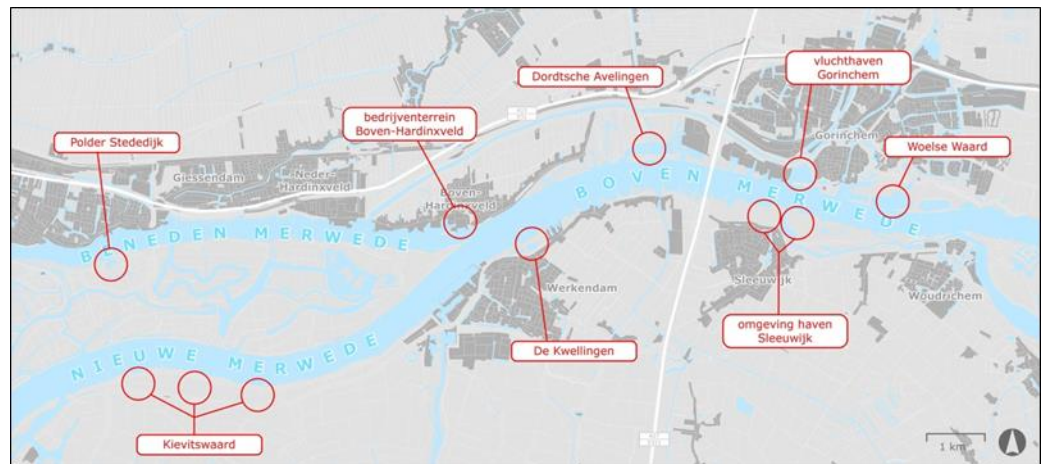 Dordtsche Avelingen
vluchthaven
Gorinchem
bedrijventerrein
Boven-Hardinxveld
Polder Stededijk
Giessendam
Neder-
Hardinxveld
Boven-
Hardinxveld
Gorinchem
Woelse Waard
BOVEN MERWEDE
BENEDEN MERWEDE
Werkendam
Sleeuwijk
Woudrichem
omgeving haven
Sleeuwijk
De Kwellingen
NIEUWE MERWEDE
Kievitswaard
1 km